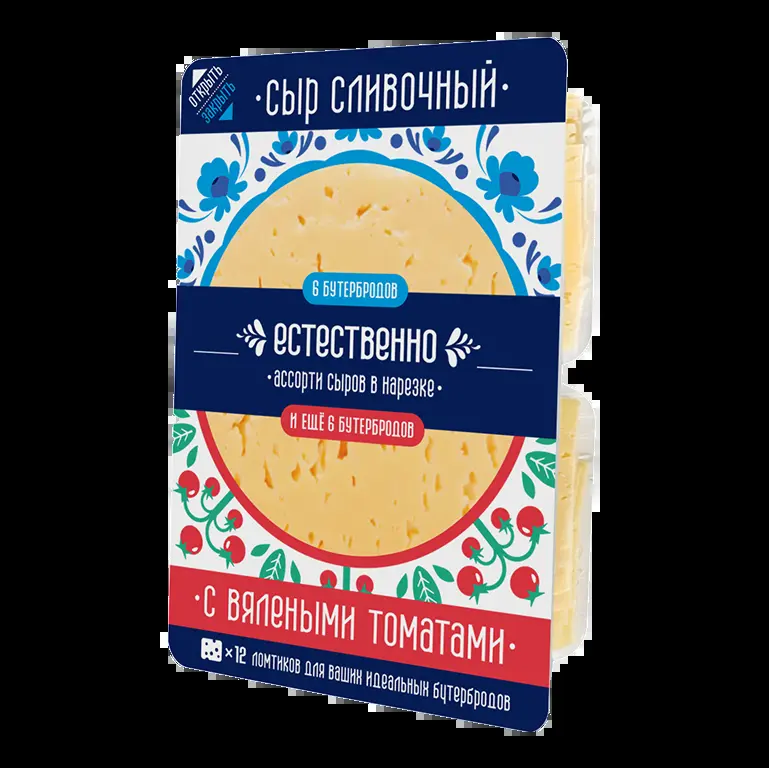 ОТКРЫТЬ
ЗАКРЫТЬ
·СЫР СЛИВОЧНЫЙ·
6 БУТЕРБРОДОВ
ЕСТЕСТВЕННО
·АССОРТИ СЫРОВ В НАРЕЗКЕ·
И ЕЩЁ 6 БУТЕРБРОДОВ
·С ВЯЛЕНЫМИ ТОМАТАМИ·
×12 ЛОМТИКОВ ДЛЯ ВАШИХ ИДЕАЛЬНЫХ БУТЕРБРОДОВ